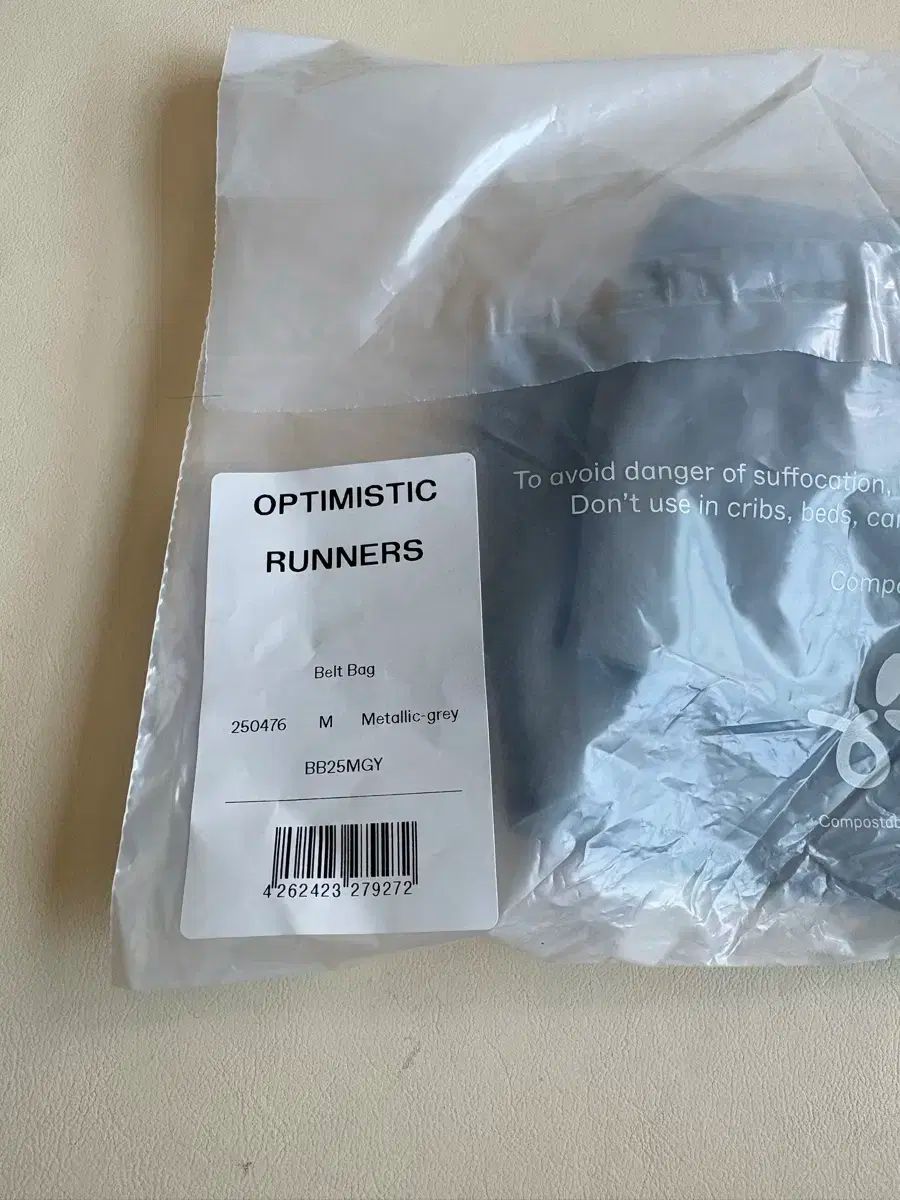 OPTIMISTIC
RUNNERS
Belt Bag
250476 M Metallic-grey
BB25MGY
4 262423 279272
To avoid danger of suffocation,
Don't use in cribs, beds,